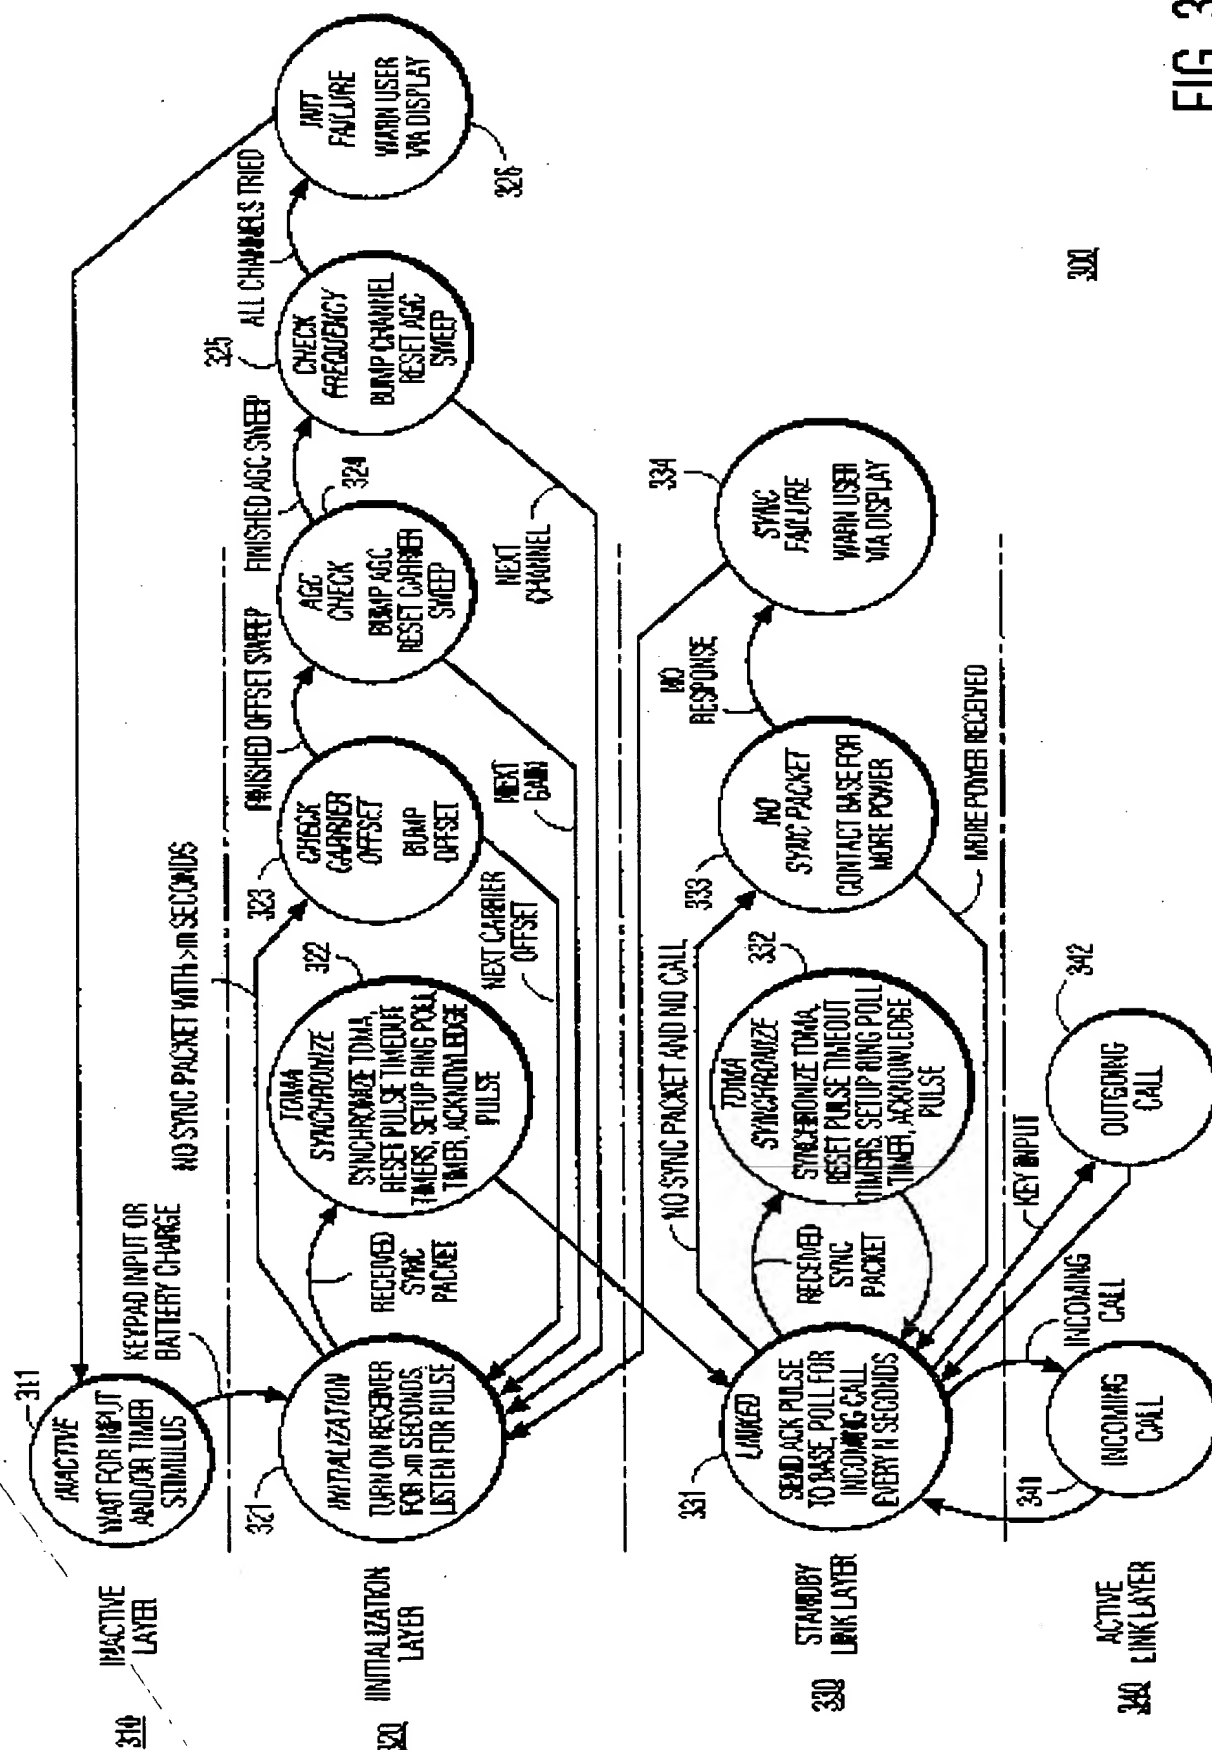 310
INACTIVE
LAYER
311
INACTIVE
WAIT FOR INPUT
AND/OR TIMER
STIMULUS
KEYPAD INPUT OR
BATTERY CHARGE
NO SYNC PACKET WITH >m SECONDS
320
INITIALIZATION
LAYER
321
INITIALIZATION
TURN ON RECEIVER
FOR >m SECONDS.
LISTEN FOR PULSE
RECEIVED
SYNC
PACKET
322
TDMA
SYNCHRONIZE
SYNCHRONIZE TDMA,
RESET PULSE TIMEOUT
TIMERS, SETUP RING POLL
TIMER, ACKNOWLEDGE
PULSE
323
CHECK
CARRIER
OFFSET
BUMP
OFFSET
NEXT CARRIER
OFFSET
FINISHED OFFSET SWEEP
324
AGC
CHECK
BUMP AGC
RESET CARRIER
SWEEP
NEXT
GAIN
FINISHED AGC SWEEP
325
CHECK
FREQUENCY
BUMP CHANNEL
RESET AGC
SWEEP
NEXT
CHANNEL
ALL CHANNELS TRIED
326
INIT
FAILURE
WARN USER
VIA DISPLAY
330
STANDBY
LINK LAYER
331
LINKED
SEND ACK PULSE
TO BASE, POLL FOR
INCOMING CALL
EVERY N SECONDS
RECEIVED
SYNC
PACKET
332
TDMA
SYNCHRONIZE
SYNCHRONIZE TDMA,
RESET PULSE TIMEOUT
TIMERS, SETUP RING POLL
TIMER, ACKNOWLEDGE
PULSE
NO SYNC PACKET AND NO CALL
333
NO
SYNC PACKET
CONTACT BASE FOR
MORE POWER
MORE POWER RECEIVED
NO
RESPONSE
334
SYNC
FAILURE
WARN USER
VIA DISPLAY
340
ACTIVE
LINK LAYER
341
INCOMING
CALL
INCOMING
CALL
KEY INPUT
342
OUTGOING
CALL
300
FIG. 3